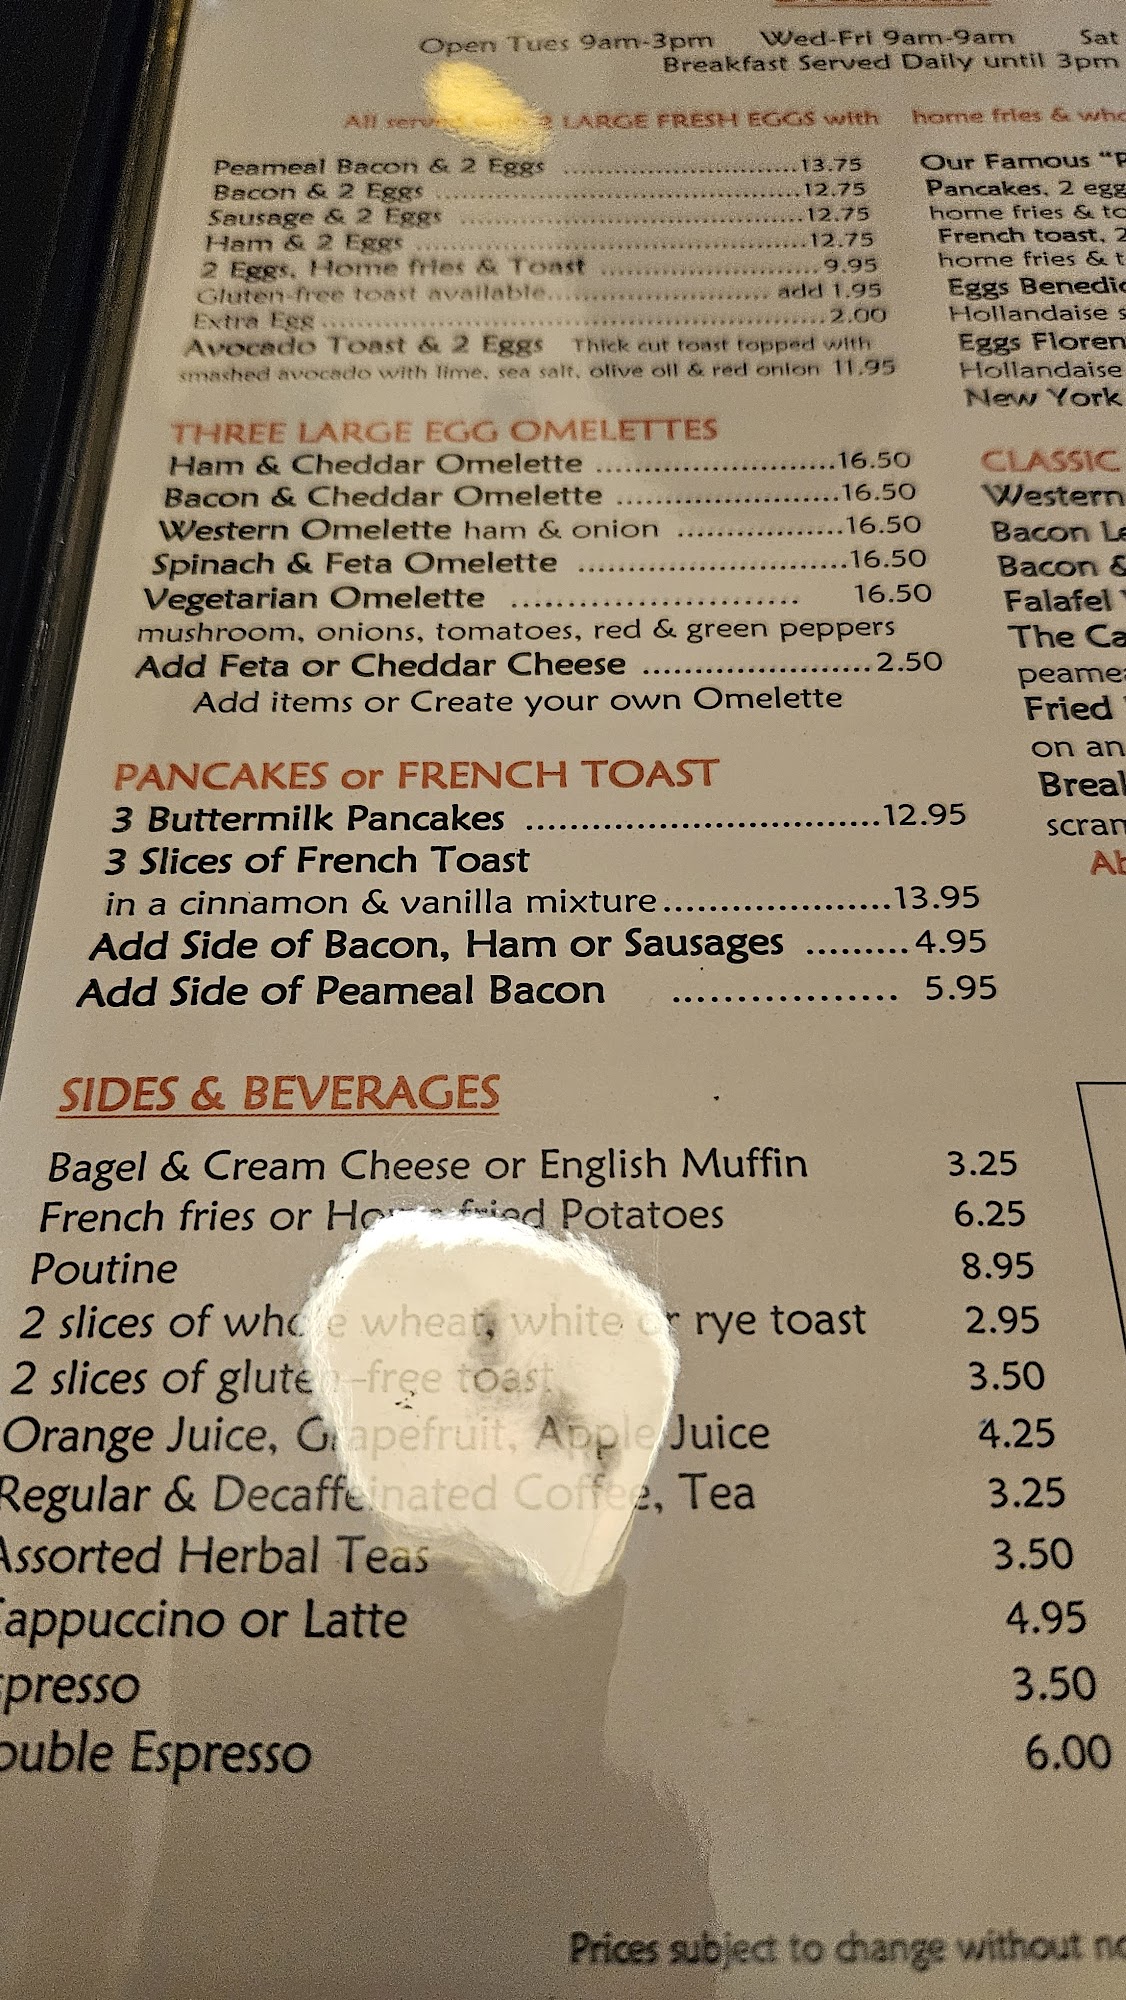 Open Tues 9am-3pm Wed-Fri 9am-9am Sat
Breakfast Served Daily until 3pm
All LARGE FRESH EGGS with home fries &
Peameal Bacon & 2 Eggs ..............................13.75
Bacon & 2 Eggs ..............................12.75
Sausage & 2 Eggs ..............................12.75
Ham & 2 Eggs ..............................12.75
2 Eggs, Home fries & Toast ..............................9.95
Gluten-free toast available.............................. add 1.95
Extra Egg..............................2.00
Avocado Toast & 2 Eggs Thick cut toast topped with
smashed avocado with lime, sea salt, olive oil & red onion 11.95
THREE LARGE EGG OMELETTES
Ham & Cheddar Omelette ..........................16.50
Bacon & Cheddar Omelette ........................16.50
Western Omelette ham & onion ..................16.50
Spinach & Feta Omelette ...........................16.50
Vegetarian Omelette .......................... 16.50
mushroom, onions, tomatoes, red & green peppers
Add Feta or Cheddar Cheese .......................2.50
Add items or Create your own Omelette
PANCAKES or FRENCH TOAST
3 Buttermilk Pancakes ................................12.95
3 Slices of French Toast
in a cinnamon & vanilla mixture.....................13.95
Add Side of Bacon, Ham or Sausages .........4.95
Add Side of Peameal Bacon .................. 5.95
SIDES & BEVERAGES
Bagel & Cream Cheese or English Muffin 3.25
French fries or Home fried Potatoes 6.25
Poutine 8.95
2 slices of whole wheat, white or rye toast 2.95
2 slices of gluten-free toast 3.50
Orange Juice, Grapefruit, Apple Juice 4.25
Regular & Decaffeinated Coffee, Tea 3.25
Assorted Herbal Teas 3.50
Cappuccino or Latte 4.95
spresso 3.50
ouble Espresso 6.00
Our Famous
Pancakes, 2 egg
home fries &
French toast, 2
home fries &
Eggs
Hollandaise
Eggs
Hollandaise
New York
CLASSIC
Western
Bacon
Bacon &
Falafel
The
Fried
on an
Prices subject to change without